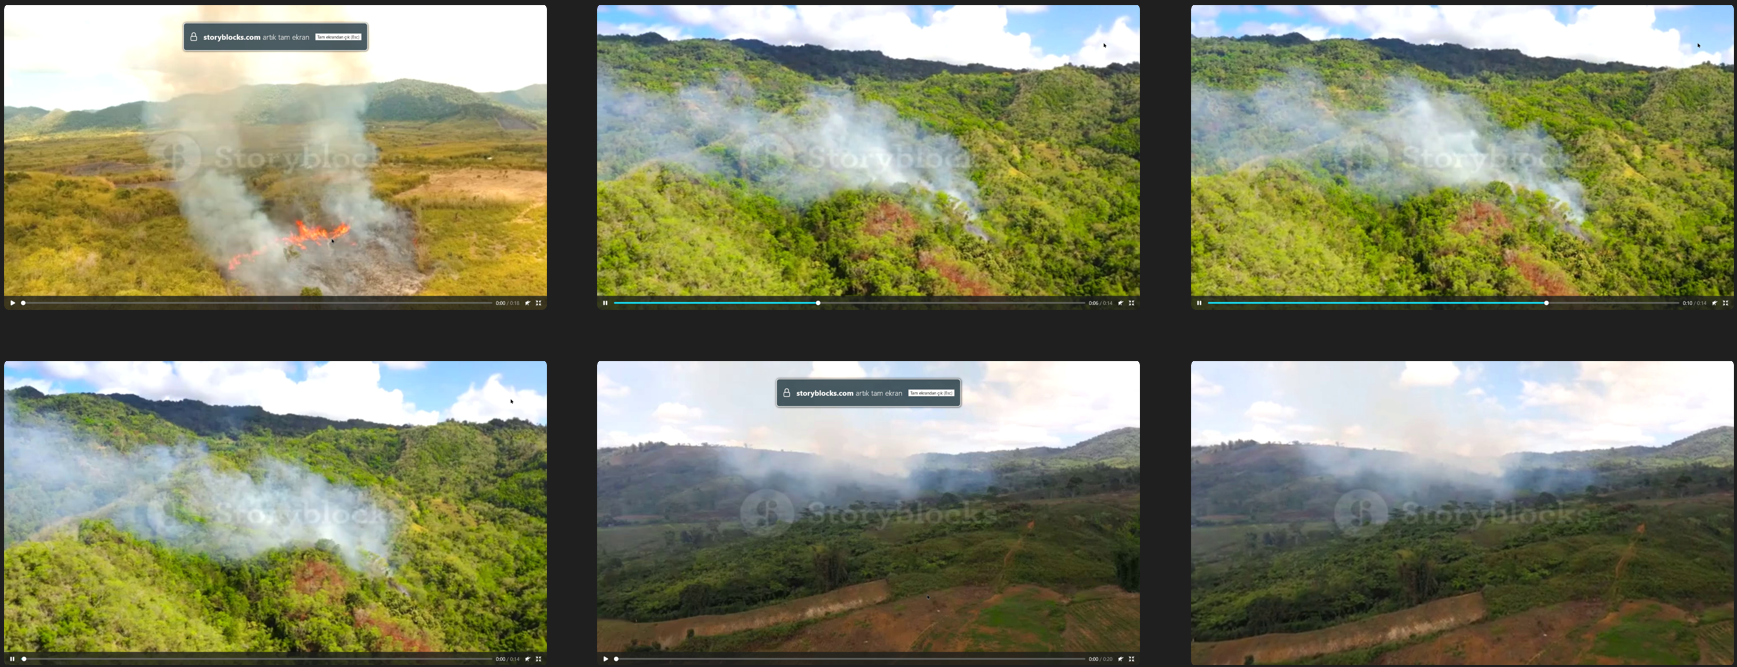 storyblocks.com artık tam ekran Tam ekrandan çık (Esc)
Storyblocks
0:00 / 0:18
Storyblocks
0:06 / 0:14
Storyblocks
0:10 / 0:14
Storyblocks
0:00 / 0:14
storyblocks.com artık tam ekran Tam ekrandan çık (Esc)
Storyblocks
0:00 / 0:20
Storyblocks